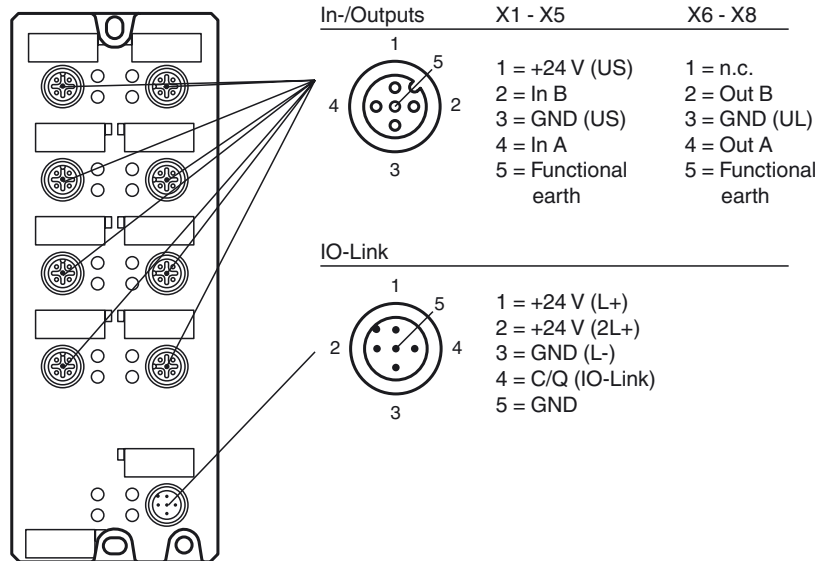 In-/Outputs X1 - X5 X6 - X8
1
5
4 2
3
1 = +24 V (US)
2 = In B
3 = GND (US)
4 = In A
5 = Functional
earth
1 = n.c.
2 = Out B
3 = GND (UL)
4 = Out A
5 = Functional
earth
IO-Link
1
5
2 4
3
1 = +24 V (L+)
2 = +24 V (2L+)
3 = GND (L-)
4 = C/Q (IO-Link)
5 = GND